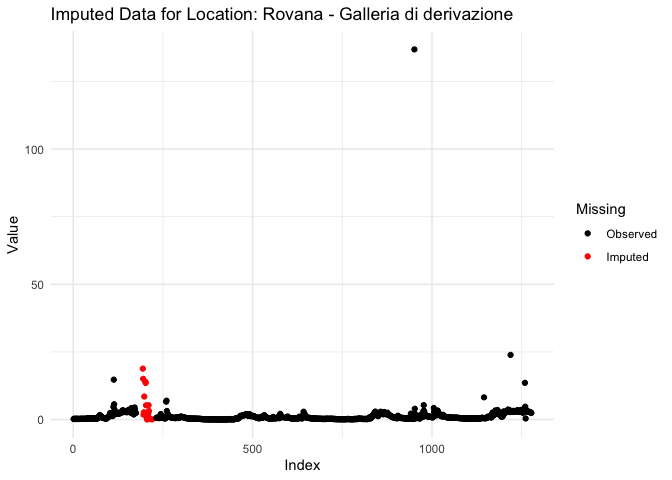 Imputed Data for Location: Rovana - Galleria di derivazione
100
50
0
Value
0
500
1000
Index
Missing
Observed
Imputed